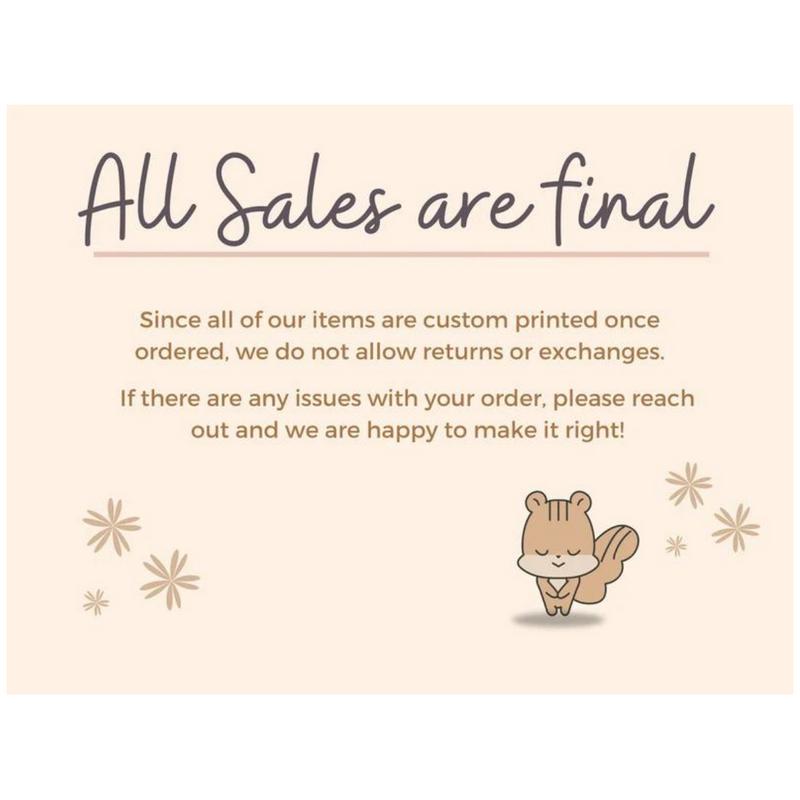 All Sales are final
Since all of our items are custom printed once
ordered, we do not allow returns or exchanges.
If there are any issues with your order, please reach
out and we are happy to make it right!